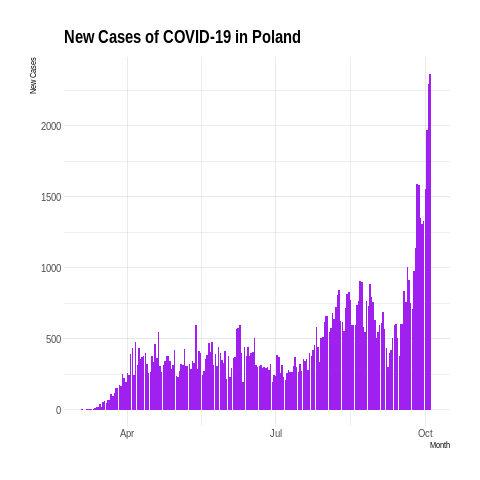 New Cases of COVID-19 in Poland
New Cases
2000
1500
1000
500
0
Apr
Jul
Oct
Month